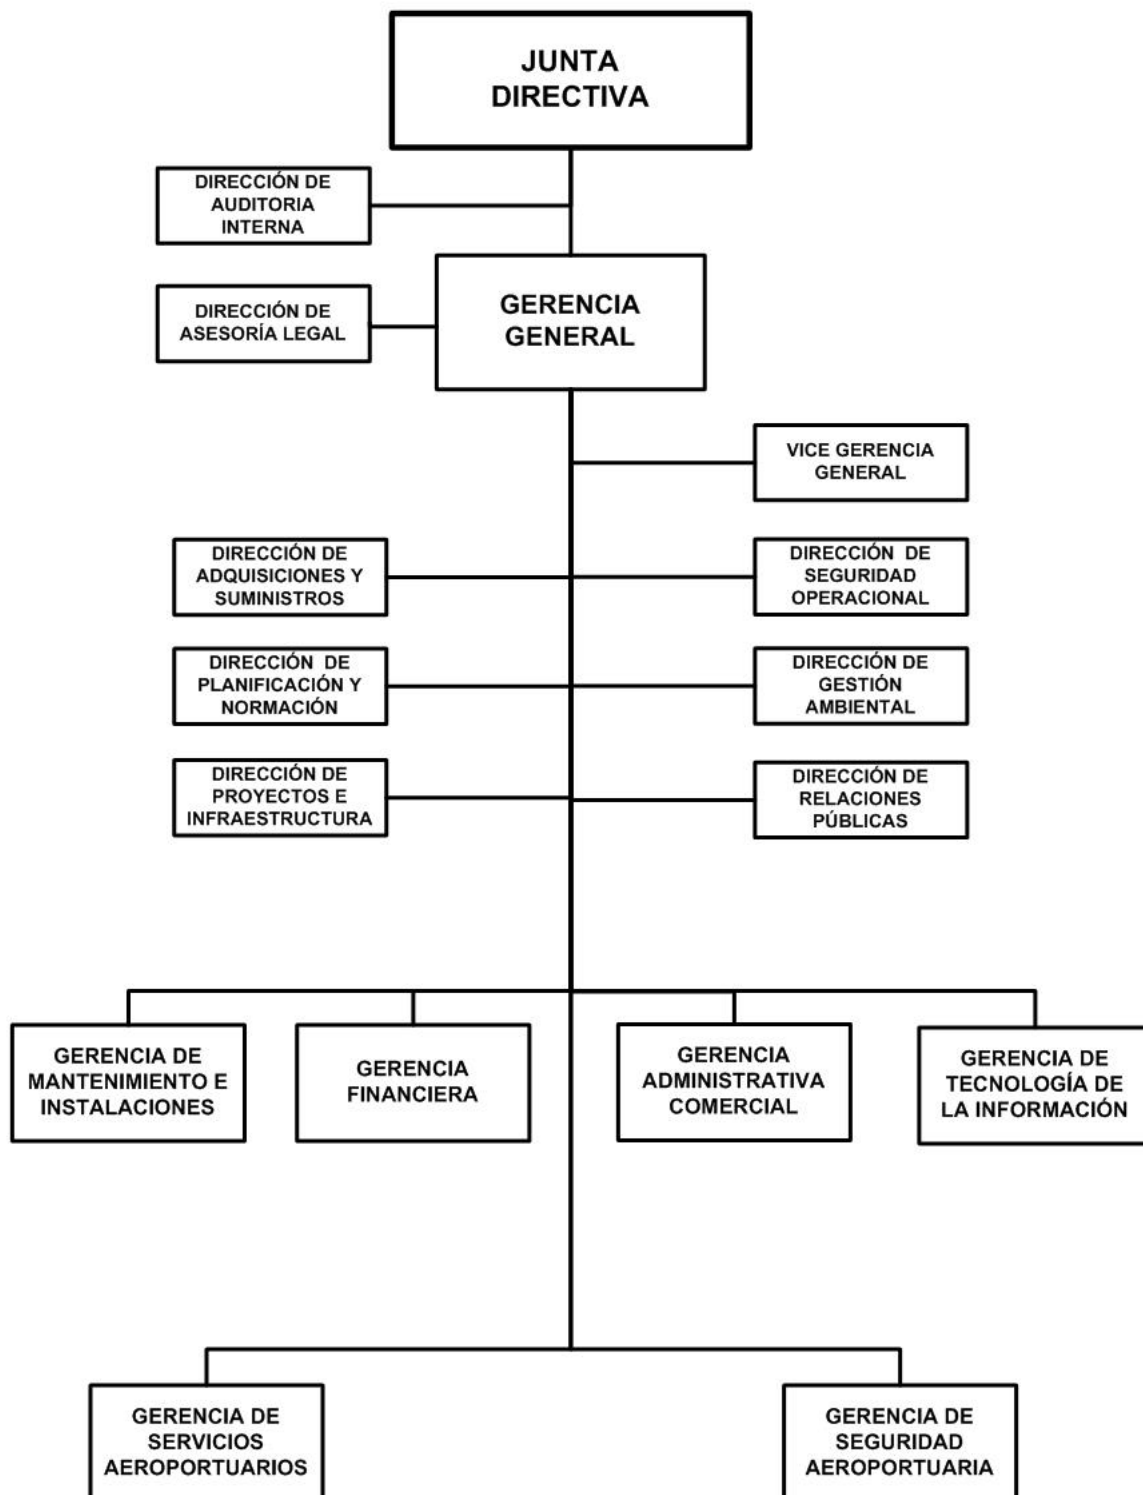 JUNTA
DIRECTIVA
DIRECCIÓN DE
AUDITORIA
INTERNA
GERENCIA
GENERAL
DIRECCIÓN DE
ASESORÍA LEGAL
VICE GERENCIA
GENERAL
DIRECCIÓN DE
ADQUISICIONES Y
SUMINISTROS
DIRECCIÓN DE
SEGURIDAD
OPERACIONAL
DIRECCIÓN DE
PLANIFICACIÓN Y
NORMACIÓN
DIRECCIÓN DE
GESTIÓN
AMBIENTAL
DIRECCIÓN DE
PROYECTOS E
INFRAESTRUCTURA
DIRECCIÓN DE
RELACIONES
PÚBLICAS
GERENCIA DE
MANTENIMIENTO E
INSTALACIONES
GERENCIA
FINANCIERA
GERENCIA
ADMINISTRATIVA
COMERCIAL
GERENCIA DE
TECNOLOGÍA DE
LA INFORMACIÓN
GERENCIA DE
SERVICIOS
AEROPORTUARIOS
GERENCIA DE
SEGURIDAD
AEROPORTUARIA